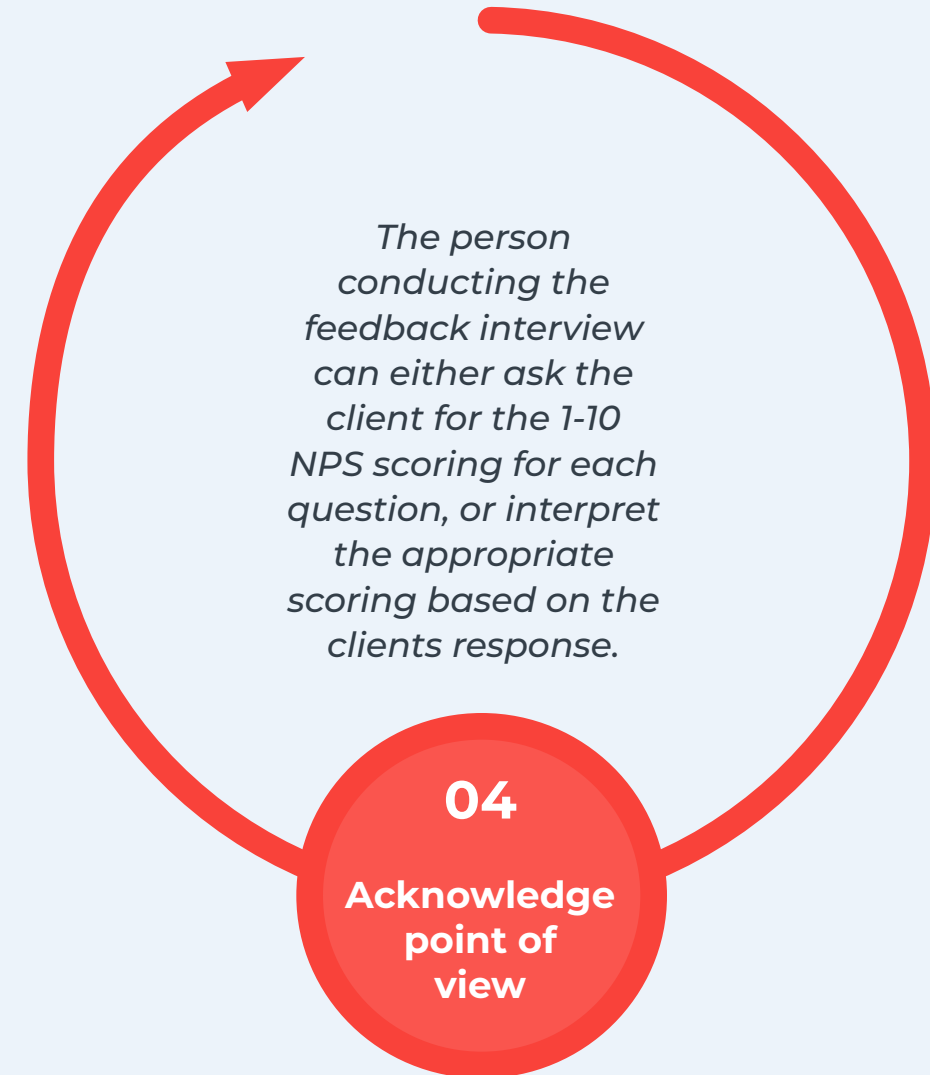 The person
conducting the
feedback interview
can either ask the
client for the 1-10
NPS scoring for each
question, or interpret
the appropriate
scoring based on the
clients response.
04
Acknowledge
point of
view